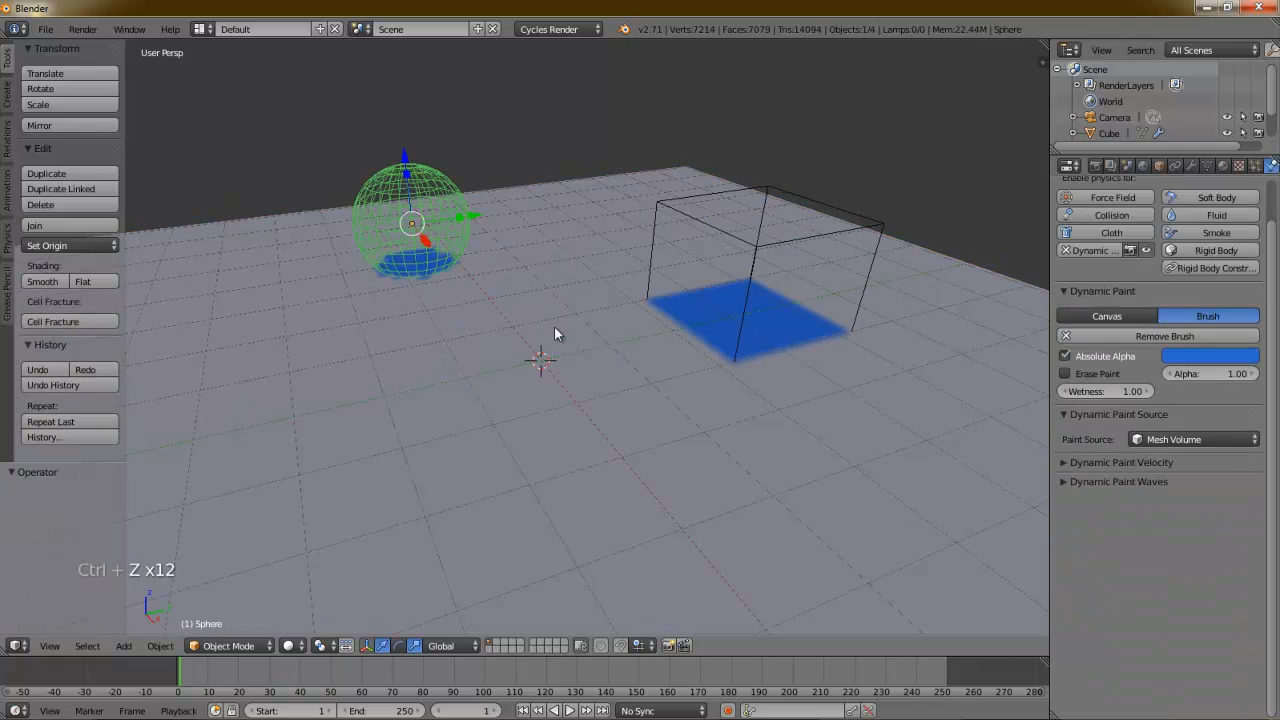 Blender
File Render Window Help Default Scene Cycles Render v2.71 | Verts:7214 | Faces:7079 | Tris:14094 | Objects:1/4 | Lamps:0/0 | Mem:22.44M | Sphere
Tools
Create
Relations
Animation
Physics
Grease Pencil
Transform
Translate
Rotate
Scale
Mirror
Edit
Duplicate
Duplicate Linked
Delete
Join
Set Origin
Shading:
Smooth Flat
Cell Fracture:
Cell Fracture
History
Undo Redo
Undo History
Repeat:
Repeat Last
History...
Operator
User Persp
Ctrl + Z x12
(1) Sphere
View Search All Scenes
Scene
RenderLayers
World
Camera
Cube
Enable physics for:
Force Field Soft Body
Collision Fluid
Cloth Smoke
Dynamic ... Rigid Body
Rigid Body Constr...
Dynamic Paint
Canvas Brush
Remove Brush
Absolute Alpha
Erase Paint Alpha: 1.00
Wetness: 1.00
Dynamic Paint Source
Paint Source: Mesh Volume
Dynamic Paint Velocity
Dynamic Paint Waves
View Select Add Object Object Mode Global
-50 -40 -30 -20 -10 0 10 20 30 40 50 60 70 80 90 100 110 120 130 140 150 160 170 180 190 200 210 220 230 240 250 260 270 280
View Marker Frame Playback Start: 1 End: 250 1 No Sync